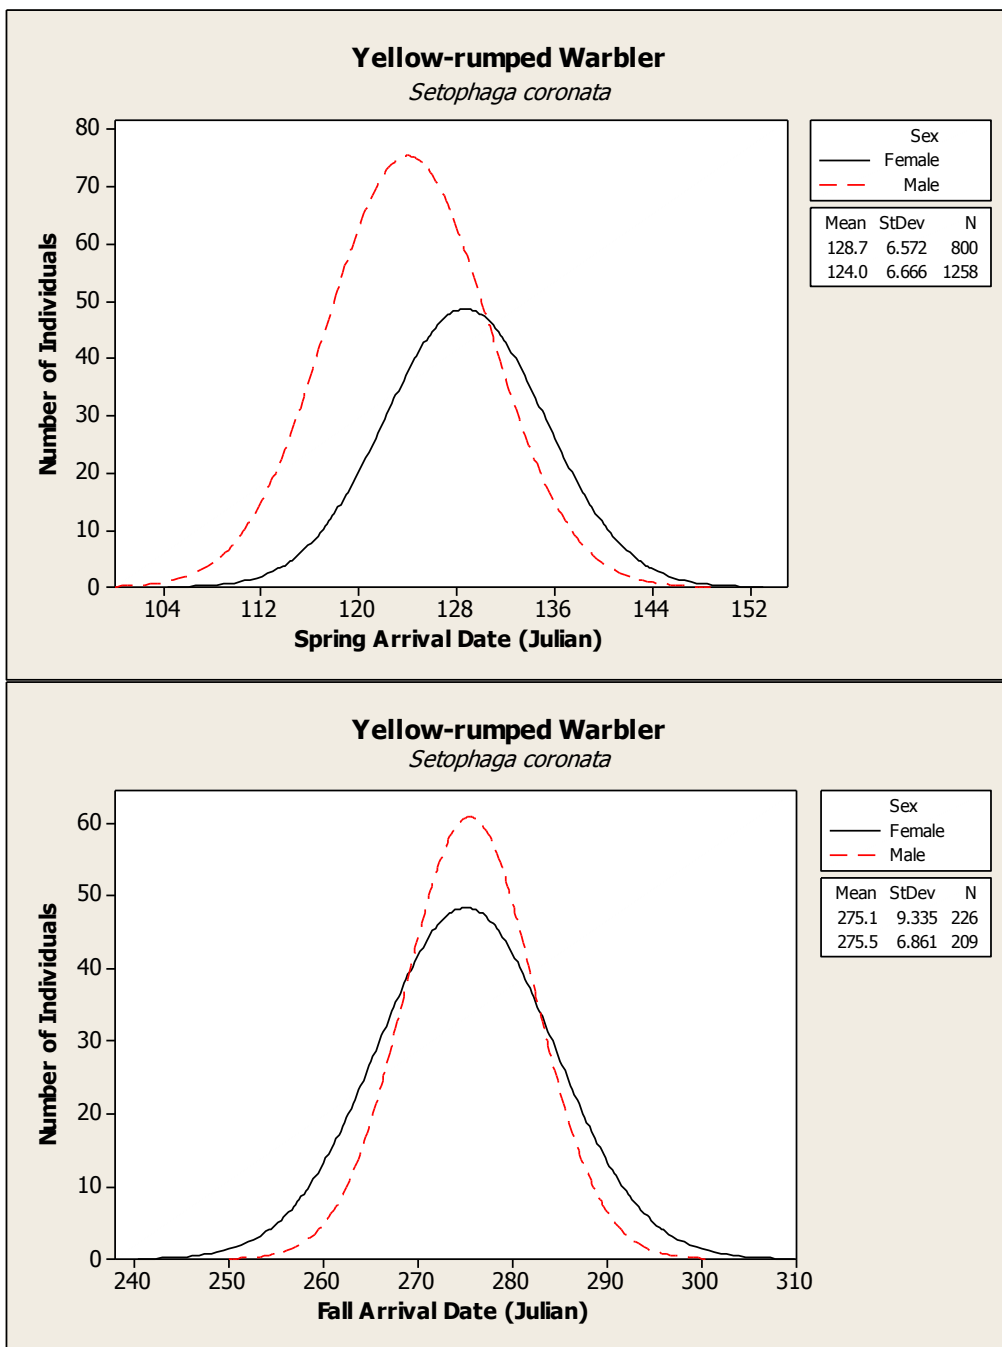 Yellow-rumped Warbler
Setophaga coronata
80
70
60
50
40
30
20
10
0
Number of Individuals
104 112 120 128 136 144 152
Spring Arrival Date (Julian)
Sex
Female
Male
Mean StDev N
128.7 6.572 800
124.0 6.666 1258
Yellow-rumped Warbler
Setophaga coronata
60
50
40
30
20
10
0
Number of Individuals
240 250 260 270 280 290 300 310
Fall Arrival Date (Julian)
Sex
Female
Male
Mean StDev N
275.1 9.335 226
275.5 6.861 209